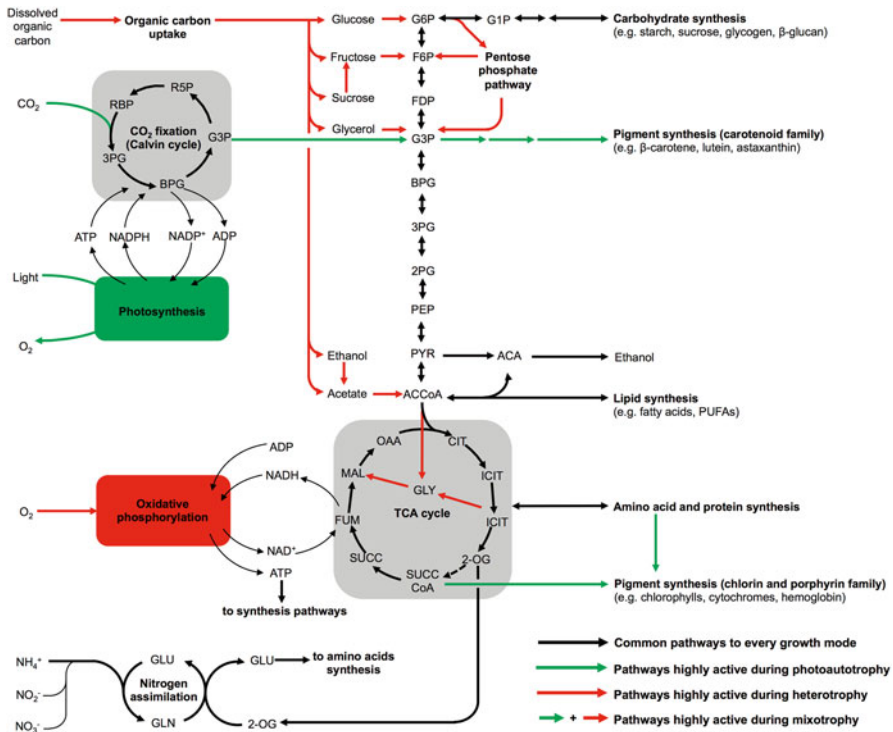 Dissolved
organic
carbon
Organic carbon
uptake
Glucose
G6P
G1P
Carbohydrate synthesis
(e.g. starch, sucrose, glycogen, β-glucan)
Fructose
F6P
Pentose
phosphate
pathway
Sucrose
FDP
Glycerol
G3P
Pigment synthesis (carotenoid family)
(e.g. β-carotene, lutein, astaxanthin)
CO₂
R5P
RBP
CO₂ fixation
(Calvin cycle)
G3P
3PG
BPG
BPG
3PG
2PG
PEP
ATP
NADPH
NADP⁺
ADP
Light
Photosynthesis
O₂
Ethanol
PYR
ACA
Ethanol
Acetate
ACCoA
Lipid synthesis
(e.g. fatty acids, PUFAs)
OAA
CIT
ADP
NADH
MAL
ICIT
GLY
O₂
Oxidative
phosphorylation
FUM
TCA cycle
ICIT
Amino acid and protein synthesis
NAD⁺
SUCC
2-OG
ATP
SUCC
CoA
Pigment synthesis (chlorin and porphyrin family)
(e.g. chlorophylls, cytochromes, hemoglobin)
to synthesis pathways
NH₄⁺
GLU
GLU
to amino acids
synthesis
NO₂⁻
Nitrogen
assimilation
NO₃⁻
GLN
2-OG
Common pathways to every growth mode
Pathways highly active during photoautotrophy
Pathways highly active during heterotrophy
+
Pathways highly active during mixotrophy